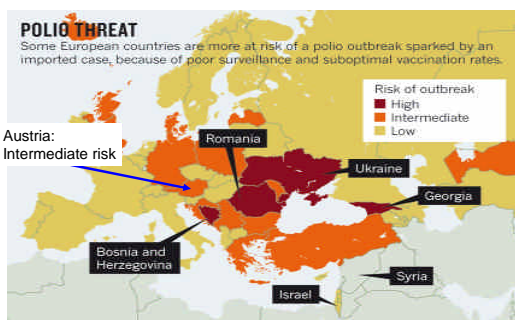 POLIO THREAT
Some European countries are more at risk of a polio outbreak sparked by an
imported case, because of poor surveillance and suboptimal vaccination rates.
Risk of outbreak
High
Intermediate
Low
Austria:
Intermediate risk
Romania
Ukraine
Georgia
Bosnia and
Herzegovina
Syria
Israel